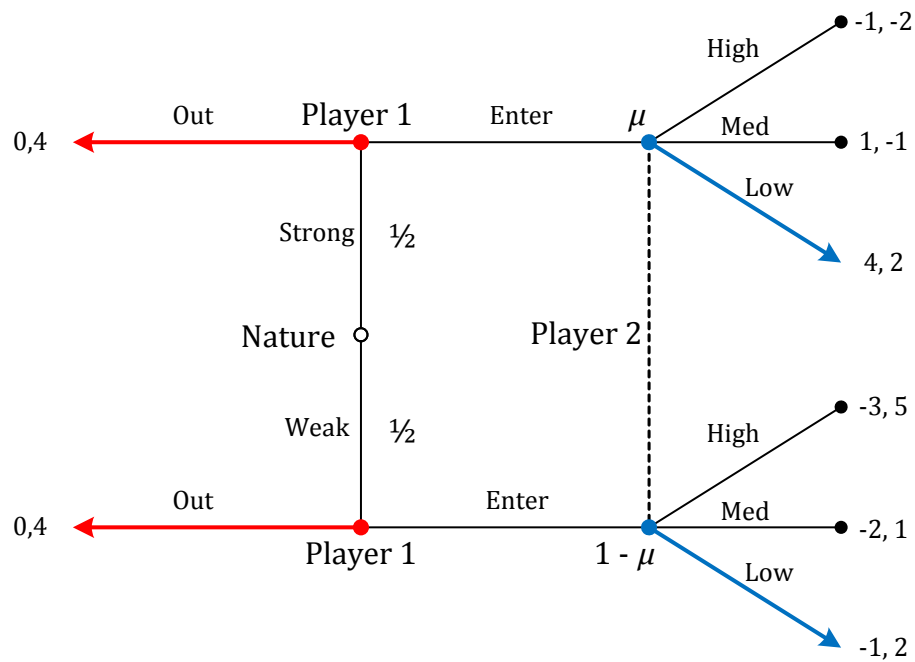 -1, -2
High
Out
Player 1
Enter
μ
Med
0,4
1, -1
Low
Strong
½
4, 2
Nature
Player 2
-3, 5
Weak
½
High
Out
Enter
Med
0,4
-2, 1
Player 1
1 - μ
Low
-1, 2